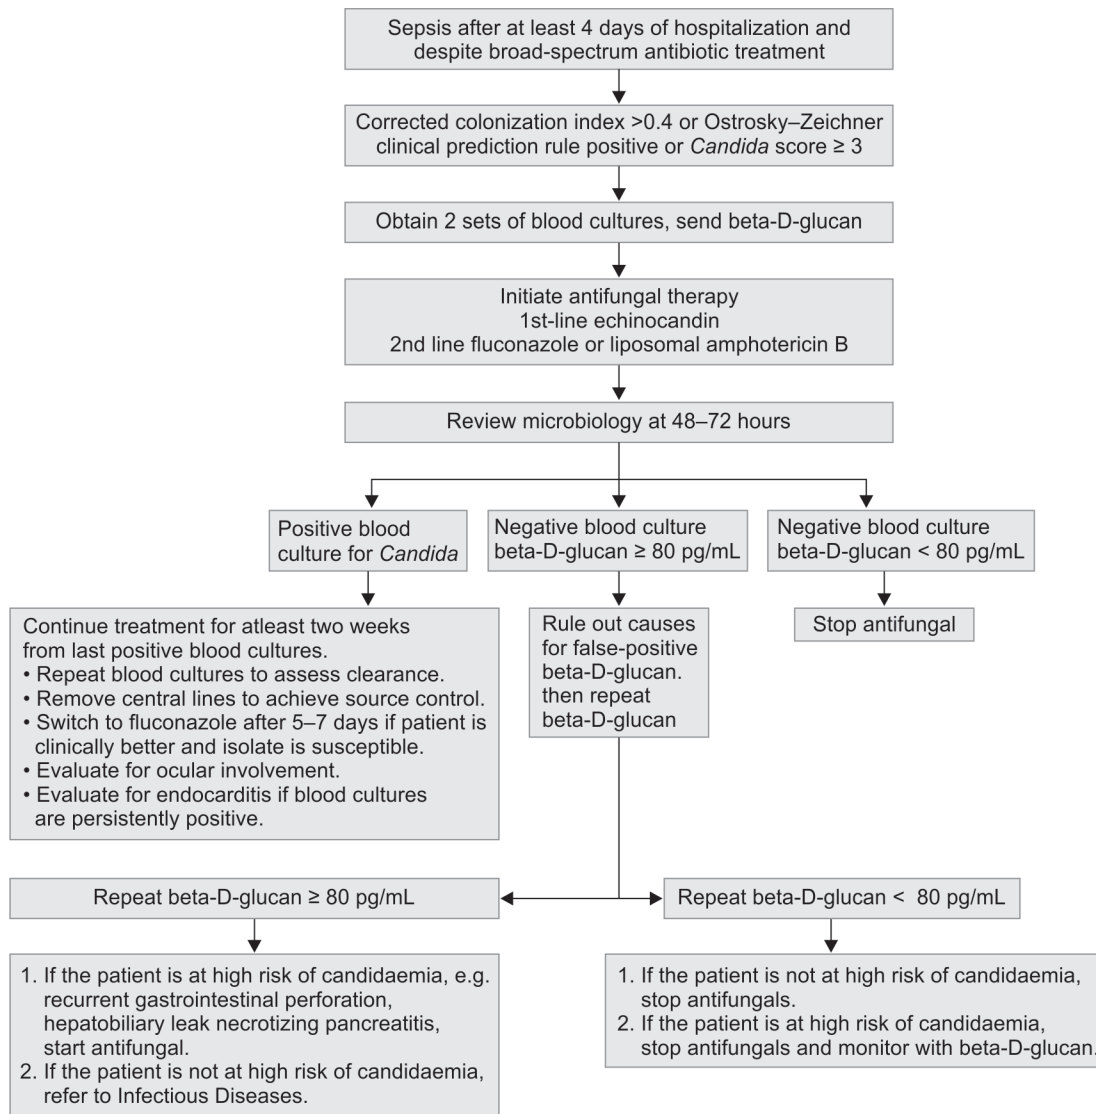 Sepsis after at least 4 days of hospitalization and
despite broad-spectrum antibiotic treatment
Corrected colonization index >0.4 or Ostrosky–Zeichner
clinical prediction rule positive or Candida score ≥ 3
Obtain 2 sets of blood cultures, send beta-D-glucan
Initiate antifungal therapy
1st-line echinocandin
2nd line fluconazole or liposomal amphotericin B
Review microbiology at 48–72 hours
Positive blood
culture for Candida
Negative blood culture
beta-D-glucan ≥ 80 pg/mL
Negative blood culture
beta-D-glucan < 80 pg/mL
Continue treatment for atleast two weeks
from last positive blood cultures.
• Repeat blood cultures to assess clearance.
• Remove central lines to achieve source control.
• Switch to fluconazole after 5–7 days if patient is
clinically better and isolate is susceptible.
• Evaluate for ocular involvement.
• Evaluate for endocarditis if blood cultures
are persistently positive.
Rule out causes
for false-positive
beta-D-glucan.
then repeat
beta-D-glucan
Stop antifungal
Repeat beta-D-glucan ≥ 80 pg/mL
Repeat beta-D-glucan < 80 pg/mL
1. If the patient is at high risk of candidaemia, e.g.
recurrent gastrointestinal perforation,
hepatobiliary leak necrotizing pancreatitis,
start antifungal.
2. If the patient is not at high risk of candidaemia,
refer to Infectious Diseases.
1. If the patient is not at high risk of candidaemia,
stop antifungals.
2. If the patient is at high risk of candidaemia,
stop antifungals and monitor with beta-D-glucan.